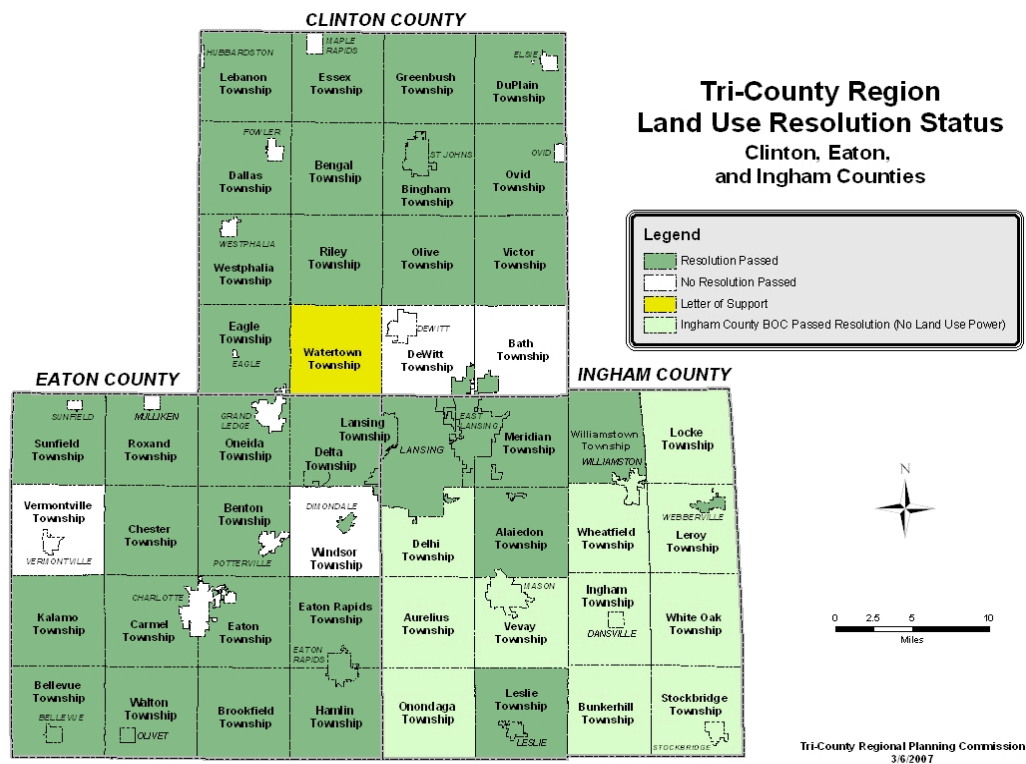 CLINTON COUNTY
HUBBARDSTON
MAPLE
RAPIDS
ELSIE
Lebanon
Township
Essex
Township
Greenbush
Township
DuPlain
Township
Tri-County Region
Land Use Resolution Status
Clinton, Eaton,
and Ingham Counties
FOWLER
ST JOHNS
OVID
Dallas
Township
Bengal
Township
Bingham
Township
Ovid
Township
WESTPHALIA
Westphalia
Township
Riley
Township
Olive
Township
Victor
Township
Legend
Resolution Passed
No Resolution Passed
Letter of Support
Ingham County BOC Passed Resolution (No Land Use Power)
Eagle
Township
EAGLE
Watertown
Township
DEWITT
DeWitt
Township
Bath
Township
EATON COUNTY
INGHAM COUNTY
SUNFIELD
Sunfield
Township
MULLIKEN
Roxand
Township
GRAND
LEDGE
Oneida
Township
Lansing
Township
Delta
Township
LANSING
EAST
LANSING
Meridian
Township
Williamstown
Township
WILLIAMSTON
Locke
Township
Vermontville
Township
VERMONTVILLE
Chester
Township
Benton
Township
POTTERVILLE
DIMONDALE
Windsor
Township
Delhi
Township
Alaiedon
Township
Wheatfield
Township
WEBBERVILLE
Leroy
Township
N
Kalamo
Township
CHARLOTTE
Carmel
Township
Eaton
Township
Eaton Rapids
Township
EATON
RAPIDS
Aurelius
Township
MASON
Vevay
Township
Ingham
Township
DANSVILLE
White Oak
Township
0 2.5 5 10
Miles
Bellevue
Township
BELLEVUE
Walton
Township
OLIVET
Brookfield
Township
Hamlin
Township
Onondaga
Township
Leslie
Township
LESLIE
Bunkerhill
Township
Stockbridge
Township
STOCKBRIDGE
Tri-County Regional Planning Commission
3/6/2007